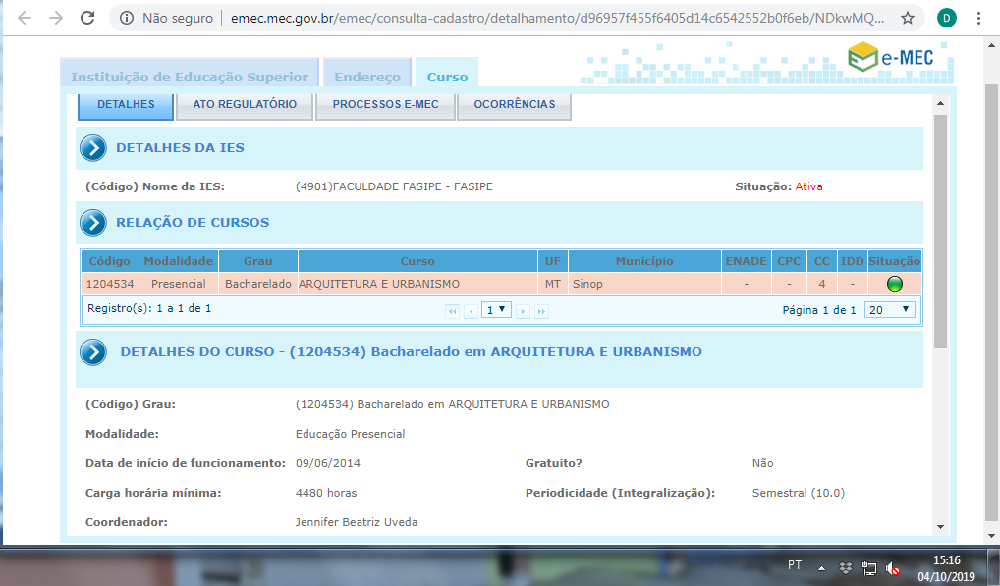 Não seguro | emec.mec.gov.br/emec/consulta-cadastro/detalhamento/d96957f455f6405d14c6542552b0f6eb/NDkwMQ... D
e-MEC
Instituição de Educação Superior Endereço Curso
DETALHES ATO REGULATÓRIO PROCESSOS E-MEC OCORRÊNCIAS
DETALHES DA IES
(Código) Nome da IES: (4901)FACULDADE FASIPE - FASIPE Situação: Ativa
RELAÇÃO DE CURSOS
Código Modalidade Grau Curso UF Município ENADE CPC CC IDD Situação
1204534 Presencial Bacharelado ARQUITETURA E URBANISMO MT Sinop - - 4 -
Registro(s): 1 a 1 de 1 1 Página 1 de 1 20
DETALHES DO CURSO - (1204534) Bacharelado em ARQUITETURA E URBANISMO
(Código) Grau: (1204534) Bacharelado em ARQUITETURA E URBANISMO
Modalidade: Educação Presencial
Data de início de funcionamento: 09/06/2014 Gratuito? Não
Carga horária mínima: 4480 horas Periodicidade (Integralização): Semestral (10.0)
Coordenador: Jennifer Beatriz Uveda
PT 15:16
04/10/2019